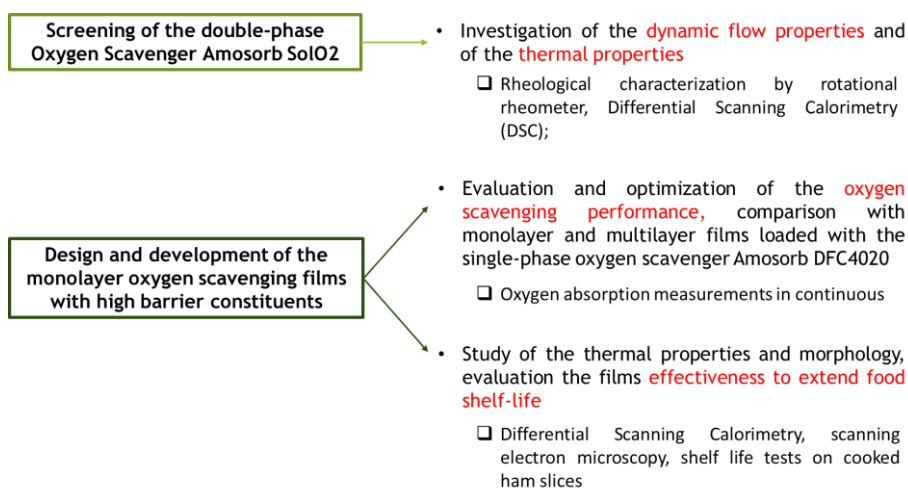 Screening of the double-phase
Oxygen Scavenger Amosorb SolO2
• Investigation of the dynamic flow properties and
of the thermal properties
❑ Rheological characterization by rotational
rheometer, Differential Scanning Calorimetry
(DSC);
Design and development of the
monolayer oxygen scavenging films
with high barrier constituents
• Evaluation and optimization of the oxygen
scavenging performance, comparison with
monolayer and multilayer films loaded with the
single-phase oxygen scavenger Amosorb DFC4020
❑ Oxygen absorption measurements in continuous
• Study of the thermal properties and morphology,
evaluation the films effectiveness to extend food
shelf-life
❑ Differential Scanning Calorimetry, scanning
electron microscopy, shelf life tests on cooked
ham slices